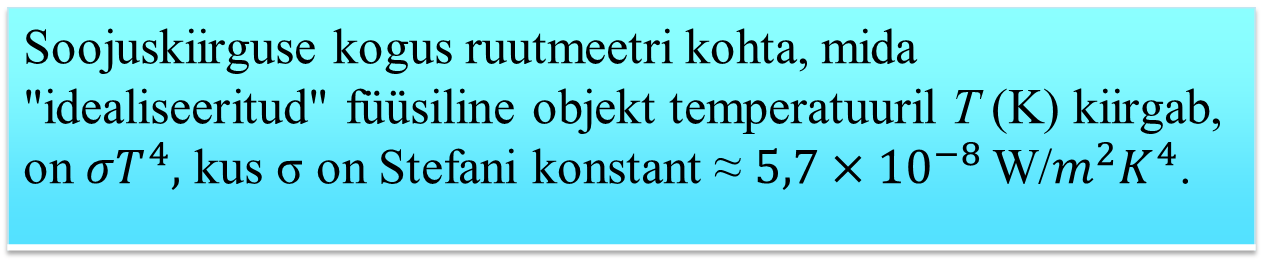 Soojuskiirguse kogus ruutmeetri kohta, mida
"idealiseeritud" füüsiline objekt temperatuuril T (K) kiirgab,
on 𝜎𝑇⁴, kus σ on Stefani konstant ≈ 5,7 × 10⁻⁸ W/𝑚²𝐾⁴.